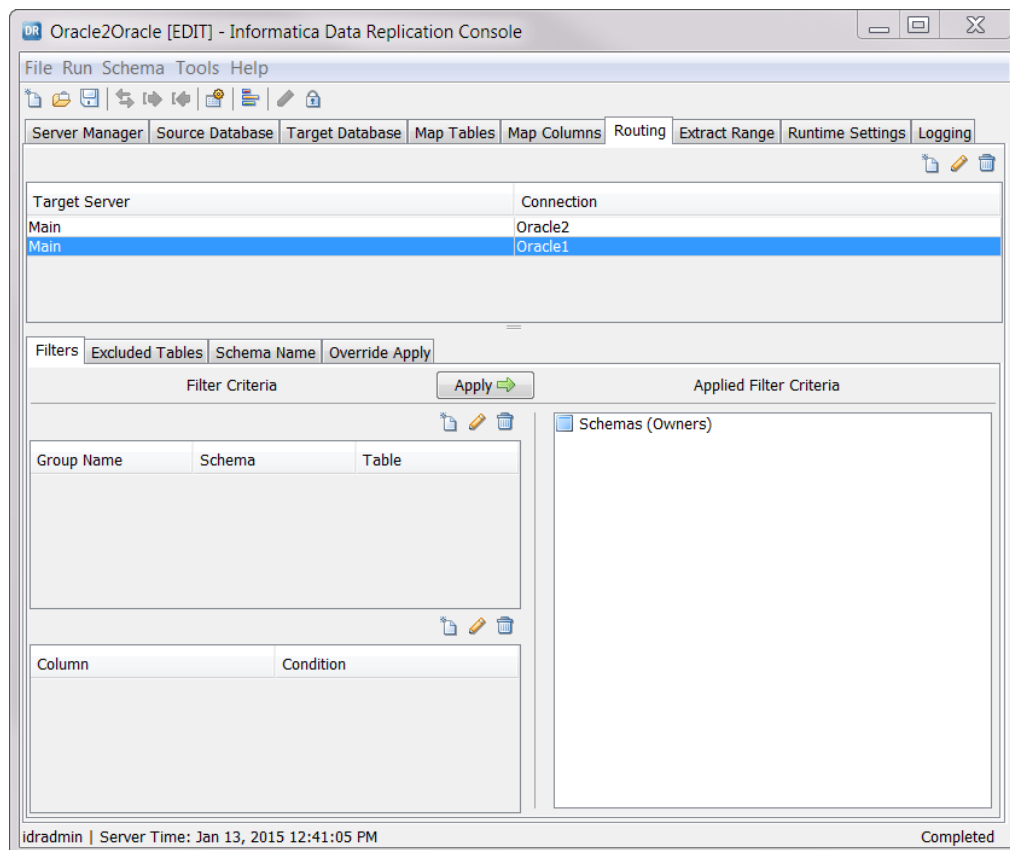 DR Oracle2Oracle [EDIT] - Informatica Data Replication Console
File Run Schema Tools Help
Server Manager Source Database Target Database Map Tables Map Columns Routing Extract Range Runtime Settings Logging
Target Server Connection
Main Oracle2
Main Oracle1
Filters Excluded Tables Schema Name Override Apply
Filter Criteria Apply Applied Filter Criteria
Schemas (Owners)
Group Name Schema Table
Column Condition
idradmin | Server Time: Jan 13, 2015 12:41:05 PM Completed